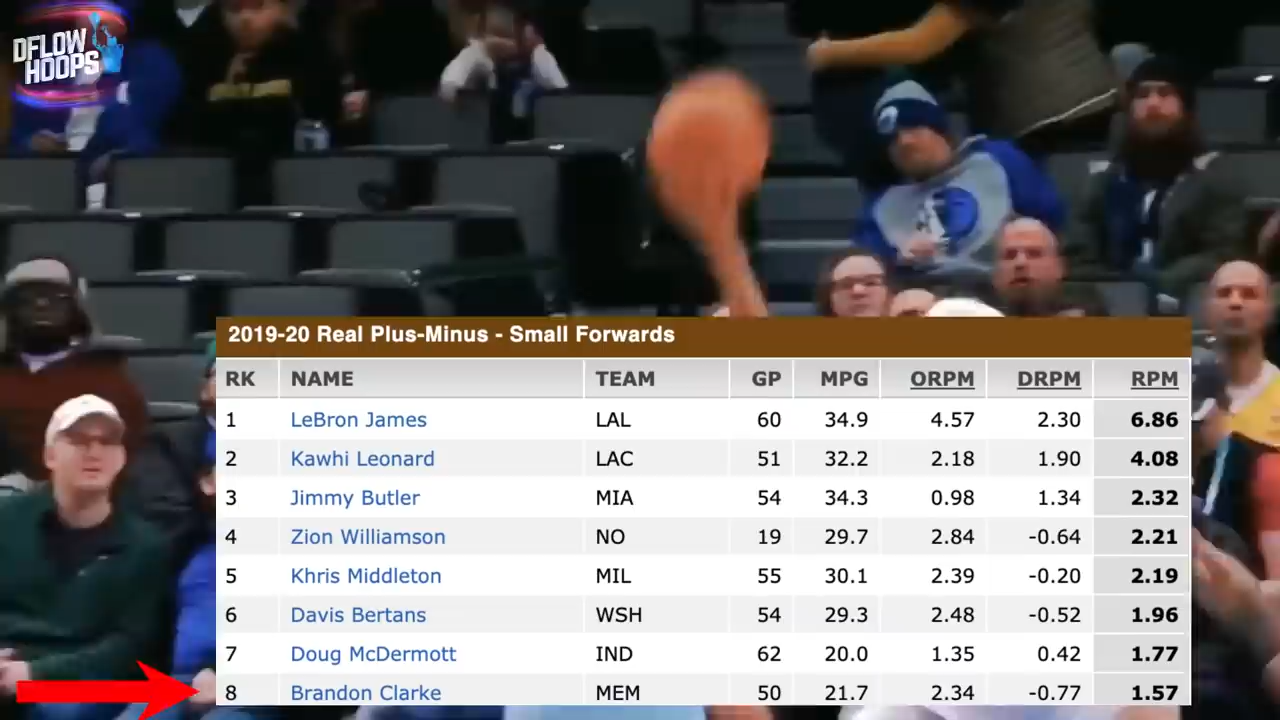 DFLOW
HOOPS
2019-20 Real Plus-Minus - Small Forwards
RK NAME TEAM GP MPG ORPM DRPM RPM
1 LeBron James LAL 60 34.9 4.57 2.30 6.86
2 Kawhi Leonard LAC 51 32.2 2.18 1.90 4.08
3 Jimmy Butler MIA 54 34.3 0.98 1.34 2.32
4 Zion Williamson NO 19 29.7 2.84 -0.64 2.21
5 Khris Middleton MIL 55 30.1 2.39 -0.20 2.19
6 Davis Bertans WSH 54 29.3 2.48 -0.52 1.96
7 Doug McDermott IND 62 20.0 1.35 0.42 1.77
8 Brandon Clarke MEM 50 21.7 2.34 -0.77 1.57